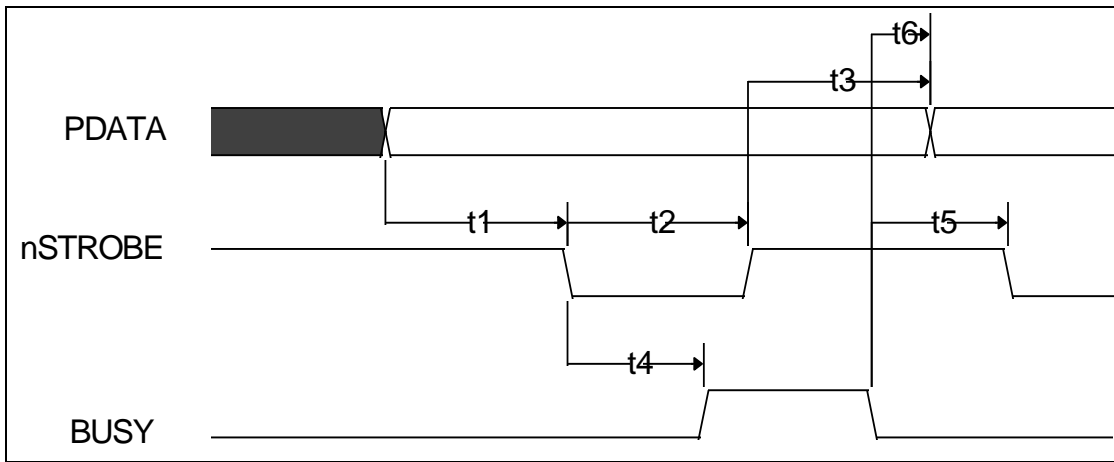 t6
t3
PDATA
t1 t2 t5
nSTROBE
t4
BUSY